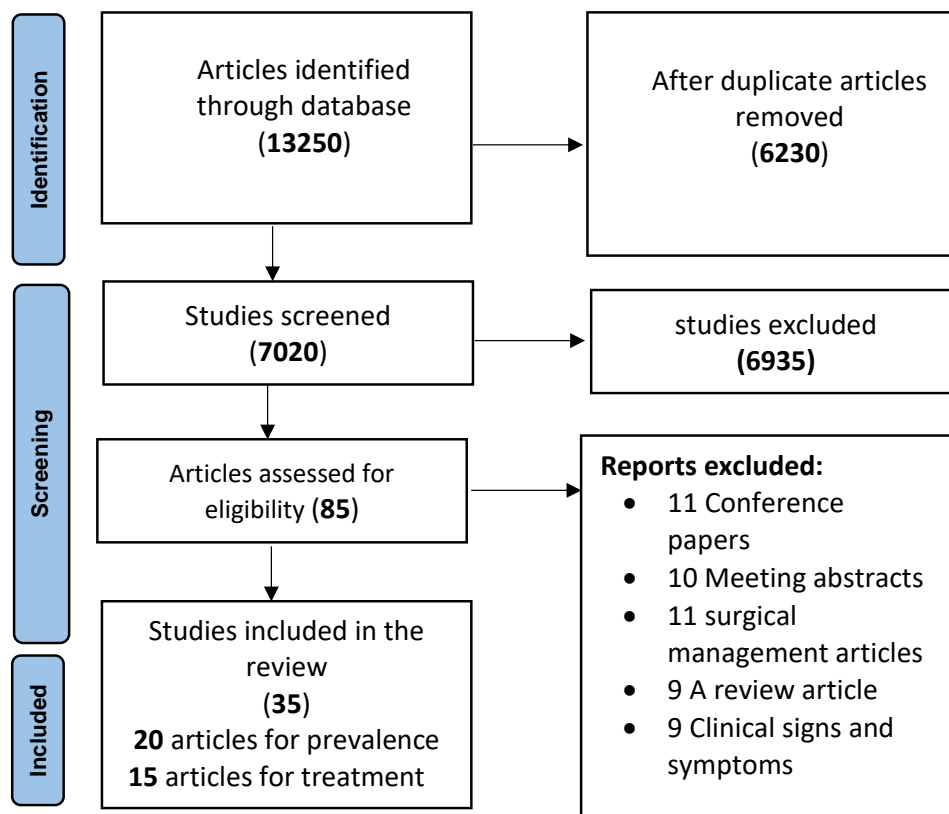 Identification
Articles identified
through database
(13250)
After duplicate articles
removed
(6230)
Screening
Studies screened
(7020)
studies excluded
(6935)
Articles assessed for
eligibility (85)
Reports excluded:
• 11 Conference
papers
• 10 Meeting abstracts
• 11 surgical
management articles
• 9 A review article
• 9 Clinical signs and
symptoms
Included
Studies included in the
review
(35)
20 articles for prevalence
15 articles for treatment